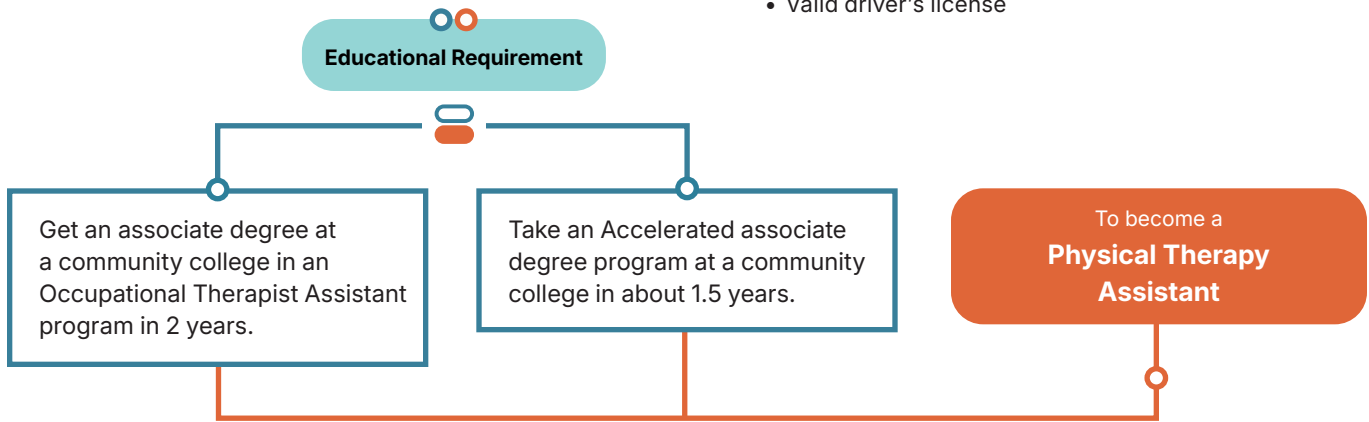 • Valid driver's license
Educational Requirement
Get an associate degree at
a community college in an
Occupational Therapist Assistant
program in 2 years.
Take an Accelerated associate
degree program at a community
college in about 1.5 years.
To become a
Physical Therapy
Assistant